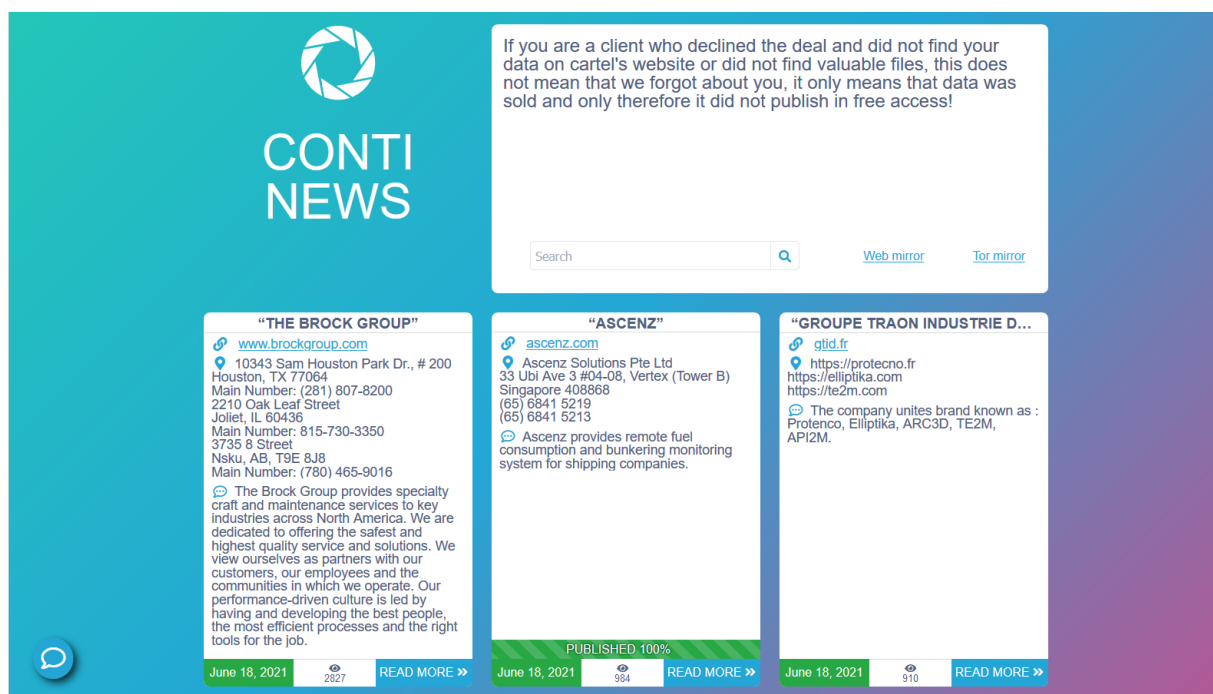 CONTI
NEWS
If you are a client who declined the deal and did not find your
data on cartel's website or did not find valuable files, this does
not mean that we forgot about you, it only means that data was
sold and only therefore it did not publish in free access!
Search
Web mirror
Tor mirror
“THE BROCK GROUP”
www.brockgroup.com
10343 Sam Houston Park Dr., # 200
Houston, TX 77064
Main Number: (281) 807-8200
2210 Oak Leaf Street
Joliet, IL 60436
Main Number: 815-730-3350
3735 8 Street
Nsku, AB, T9E 8J8
Main Number: (780) 465-9016
The Brock Group provides specialty
craft and maintenance services to key
industries across North America. We are
dedicated to offering the safest and
highest quality service and solutions. We
view ourselves as partners with our
customers, our employees and the
communities in which we operate. Our
performance-driven culture is led by
having and developing the best people,
the most efficient processes and the right
tools for the job.
June 18, 2021
2827
READ MORE »
“ASCENZ”
ascenz.com
Ascenz Solutions Pte Ltd
33 Ubi Ave 3 #04-08, Vertex (Tower B)
Singapore 408868
(65) 6841 5219
(65) 6841 5213
Ascenz provides remote fuel
consumption and bunkering monitoring
system for shipping companies.
PUBLISHED 100%
June 18, 2021
984
READ MORE »
“GROUPE TRAON INDUSTRIE D...
gtid.fr
https://protecno.fr
https://elliptika.com
https://te2m.com
The company unites brand known as :
Protenco, Elliptika, ARC3D, TE2M,
API2M.
June 18, 2021
910
READ MORE »